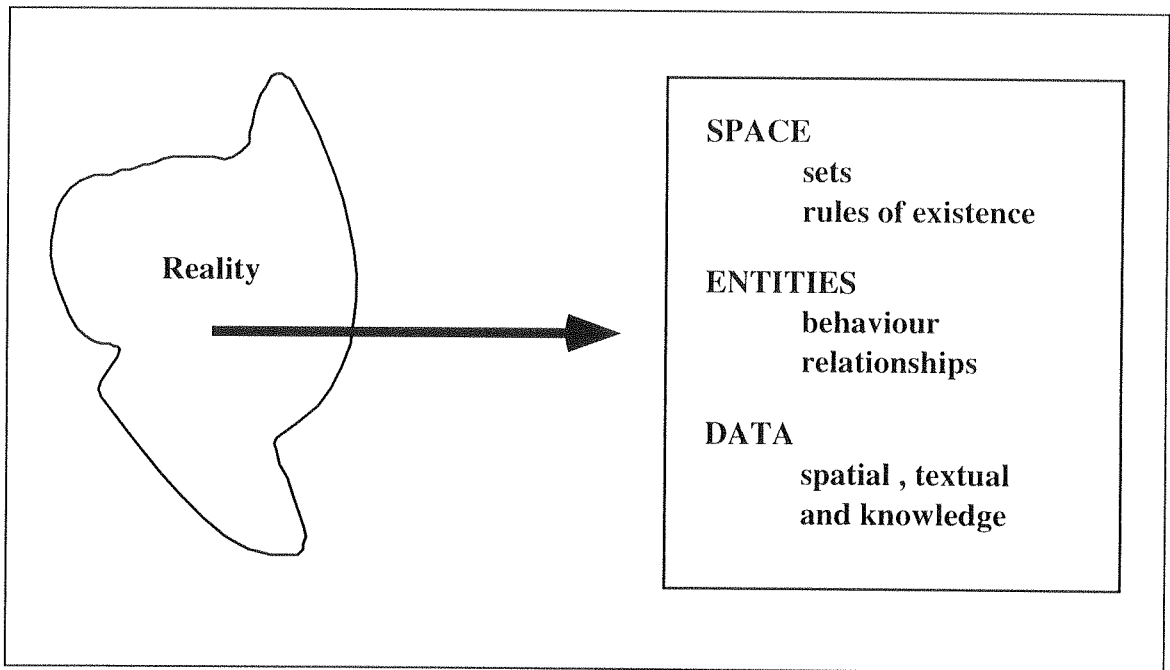 Reality
SPACE
sets
rules of existence
ENTITIES
behaviour
relationships
DATA
spatial , textual
and knowledge